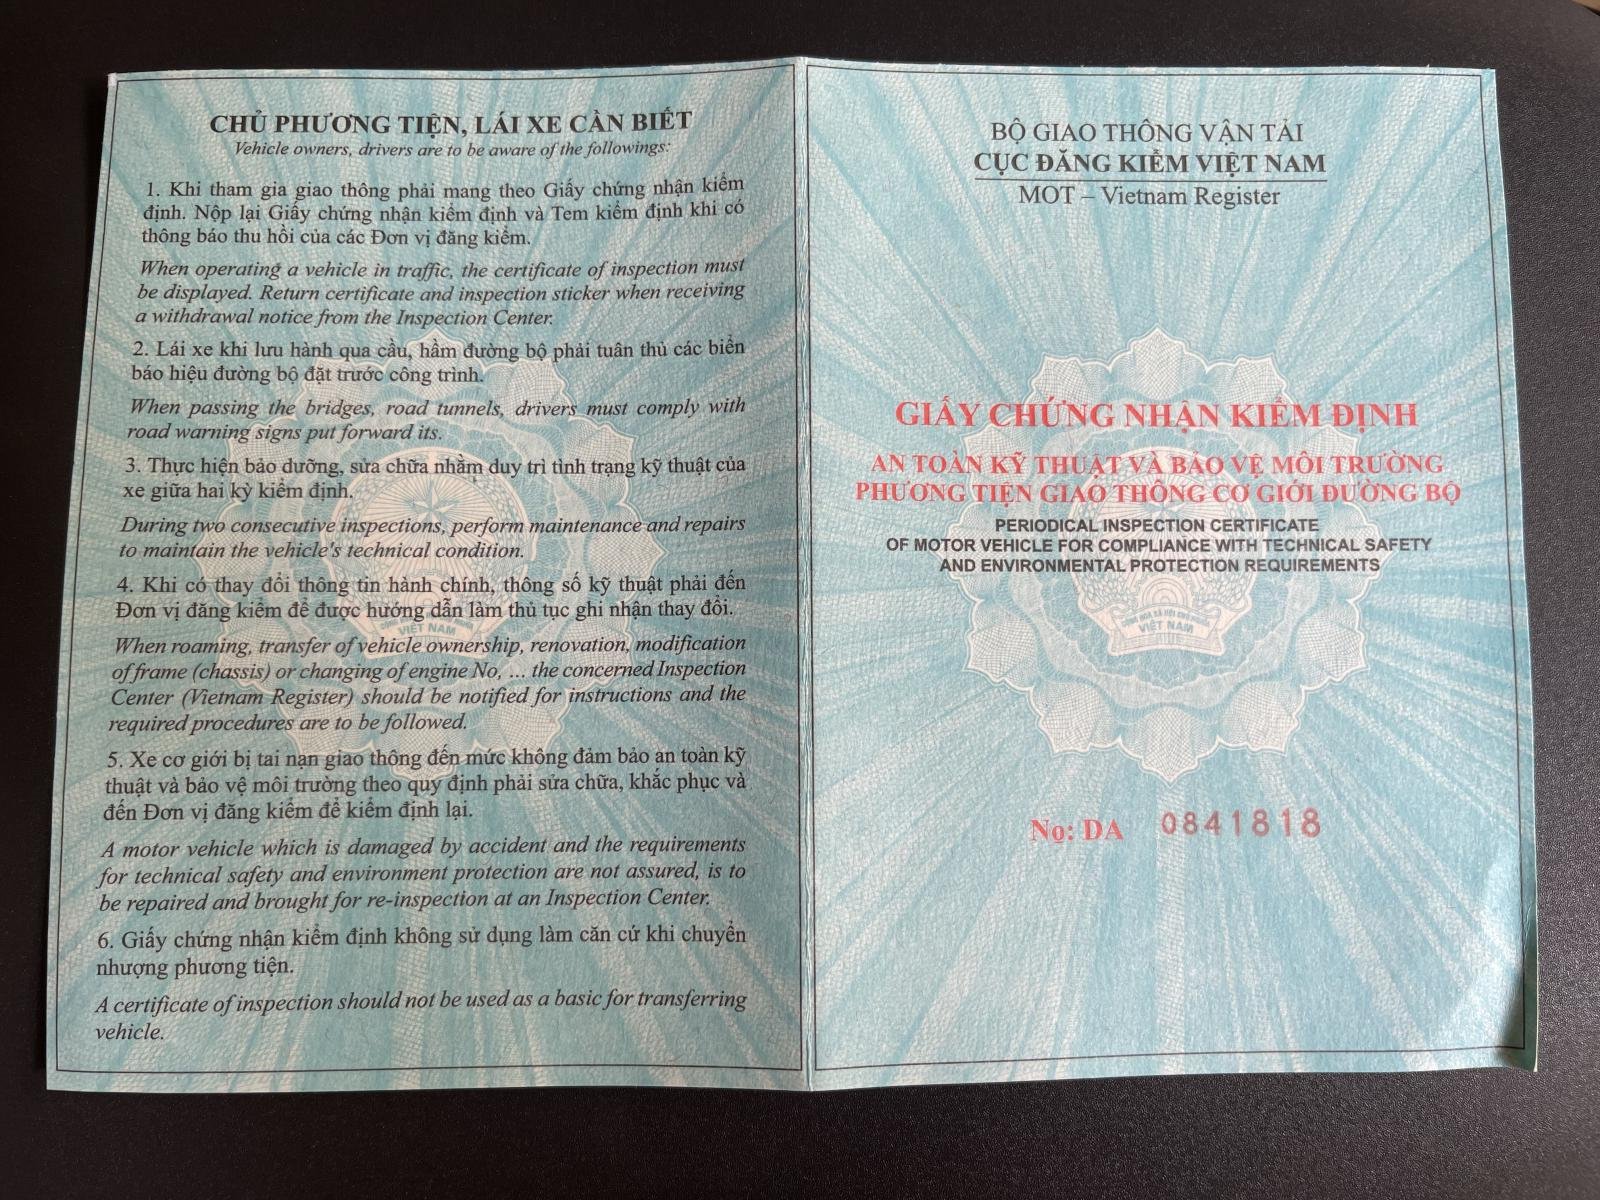 CHỦ PHƯƠNG TIỆN, LÁI XE CẦN BIẾT
Vehicle owners, drivers are to be aware of the followings:
1. Khi tham gia giao thông phải mang theo Giấy chứng nhận kiểm
định. Nộp lại Giấy chứng nhận kiểm định và Tem kiểm định khi có
thông báo thu hồi của các Đơn vị đăng kiểm.
When operating a vehicle in traffic, the certificate of inspection must
be displayed. Return certificate and inspection sticker when receiving
a withdrawal notice from the Inspection Center.
2. Lái xe khi lưu hành qua cầu, hầm đường bộ phải tuân thủ các biển
báo hiệu đường bộ đặt trước công trình.
When passing the bridges, road tunnels, drivers must comply with
road warning signs put forward its.
3. Thực hiện bảo dưỡng, sửa chữa nhằm duy trì tình trạng kỹ thuật của
xe giữa hai kỳ kiểm định.
During two consecutive inspections, perform maintenance and repairs
to maintain the vehicle's technical condition.
4. Khi có thay đổi thông tin hành chính, thông số kỹ thuật phải đến
Đơn vị đăng kiểm để được hướng dẫn làm thủ tục ghi nhận thay đổi.
When roaming, transfer of vehicle ownership, renovation, modification
of frame (chassis) or changing of engine No, ... the concerned Inspection
Center (Vietnam Register) should be notified for instructions and the
required procedures are to be followed.
5. Xe cơ giới bị tai nạn giao thông đến mức không đảm bảo an toàn kỹ
thuật và bảo vệ môi trường theo quy định phải sửa chữa, khắc phục và
đến Đơn vị đăng kiểm để kiểm định lại.
A motor vehicle which is damaged by accident and the requirements
for technical safety and environment protection are not assured, is to
be repaired and brought for re-inspection at an Inspection Center.
6. Giấy chứng nhận kiểm định không sử dụng làm căn cứ khi chuyển
nhượng phương tiện.
A certificate of inspection should not be used as a basic for transferring
vehicle.
VIỆT NAM
BỘ GIAO THÔNG VẬN TẢI
CỤC ĐĂNG KIỂM VIỆT NAM
MOT – Vietnam Register
GIẤY CHỨNG NHẬN KIỂM ĐỊNH
AN TOÀN KỸ THUẬT VÀ BẢO VỆ MÔI TRƯỜNG
PHƯƠNG TIỆN GIAO THÔNG CƠ GIỚI ĐƯỜNG BỘ
PERIODICAL INSPECTION CERTIFICATE
OF MOTOR VEHICLE FOR COMPLIANCE WITH TECHNICAL SAFETY
AND ENVIRONMENTAL PROTECTION REQUIREMENTS
CỘNG HÒA XÃ HỘI CHỦ NGHĨA
VIỆT NAM
No: DA 0841818